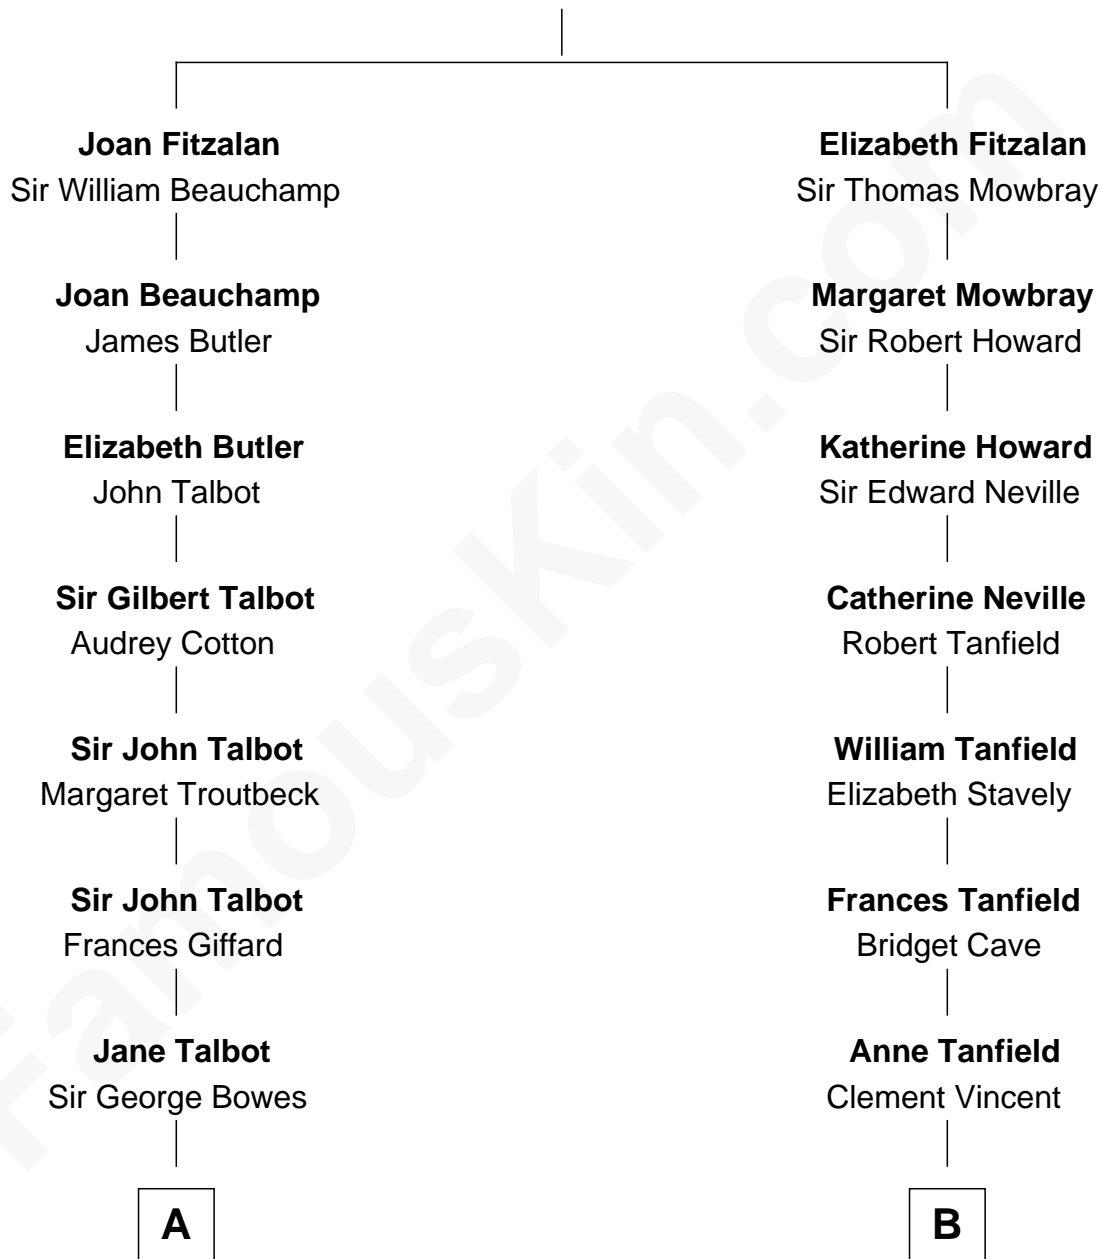 Joan Fitzalan
Sir William Beauchamp
Joan Beauchamp
James Butler
Elizabeth Butler
John Talbot
Sir Gilbert Talbot
Audrey Cotton
Sir John Talbot
Margaret Troutbeck
Sir John Talbot
Frances Giffard
Jane Talbot
Sir George Bowes
A
Elizabeth Fitzalan
Sir Thomas Mowbray
Margaret Mowbray
Sir Robert Howard
Katherine Howard
Sir Edward Neville
Catherine Neville
Robert Tanfield
William Tanfield
Elizabeth Stavely
Frances Tanfield
Bridget Cave
Anne Tanfield
Clement Vincent
B
FamousKin.com